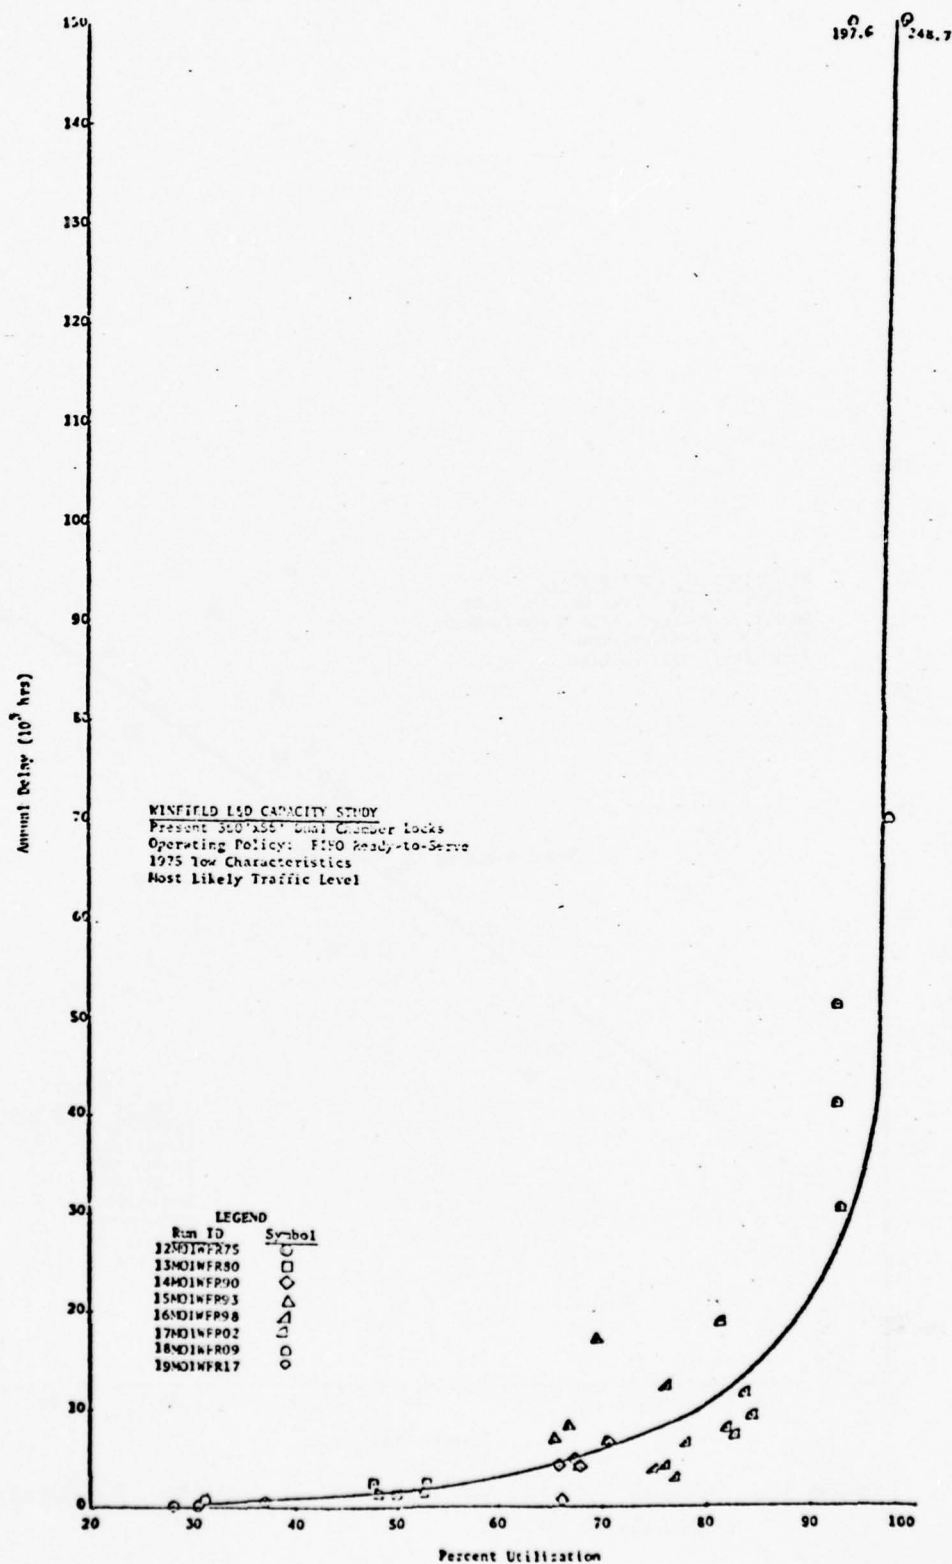 150
197.6
248.7
140
130
120
110
100
90
80
70
60
50
40
30
20
10
0
Annual Delay (10³ hrs)
WINFIELD L&D CAPACITY STUDY
Present 360'x56' Dual Chamber Locks
Operating Policy: FIFO Ready-to-Serve
1975 Tow Characteristics
Most Likely Traffic Level
LEGEND
Run ID Symbol
12MO1WFR75
13MO1WFR80
14MO1WFR90
15MO1WFR93
16MO1WFR98
17MO1WFR02
18MO1WFR09
19MO1WFR17
20 30 40 50 60 70 80 90 100
Percent Utilization